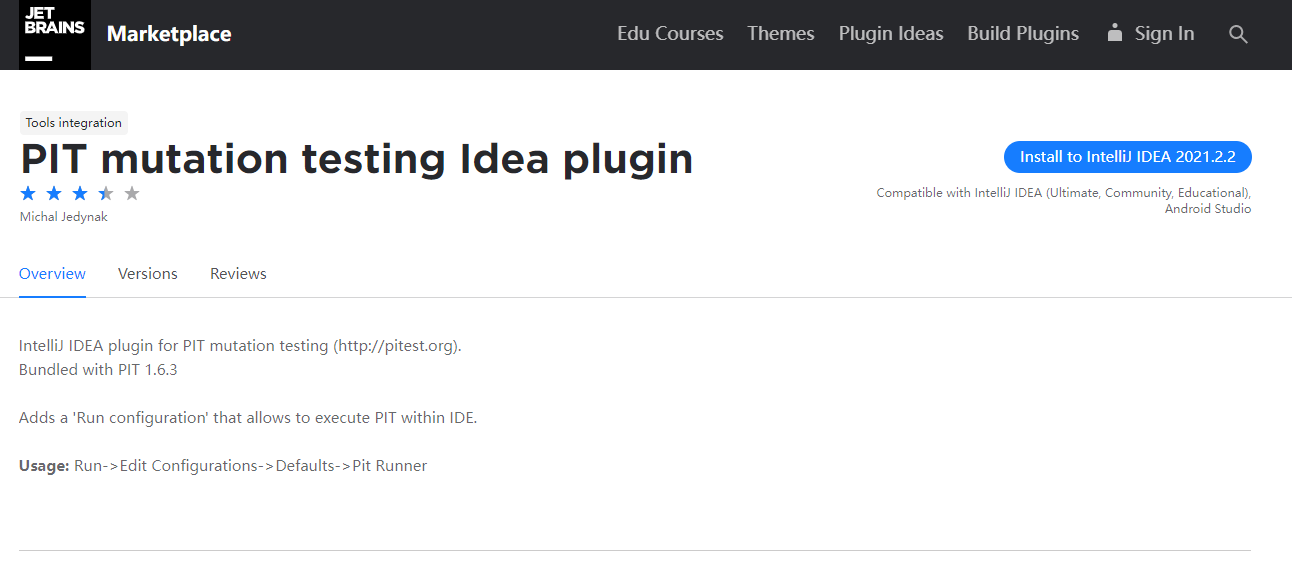 JET
BRAINS
Marketplace
Edu Courses
Themes
Plugin Ideas
Build Plugins
Sign In
Tools integration
PIT mutation testing Idea plugin
Install to IntelliJ IDEA 2021.2.2
Compatible with IntelliJ IDEA (Ultimate, Community, Educational),
Android Studio
Michal Jedynak
Overview
Versions
Reviews
IntelliJ IDEA plugin for PIT mutation testing (http://pitest.org).
Bundled with PIT 1.6.3
Adds a 'Run configuration' that allows to execute PIT within IDE.
Usage: Run->Edit Configurations->Defaults->Pit Runner